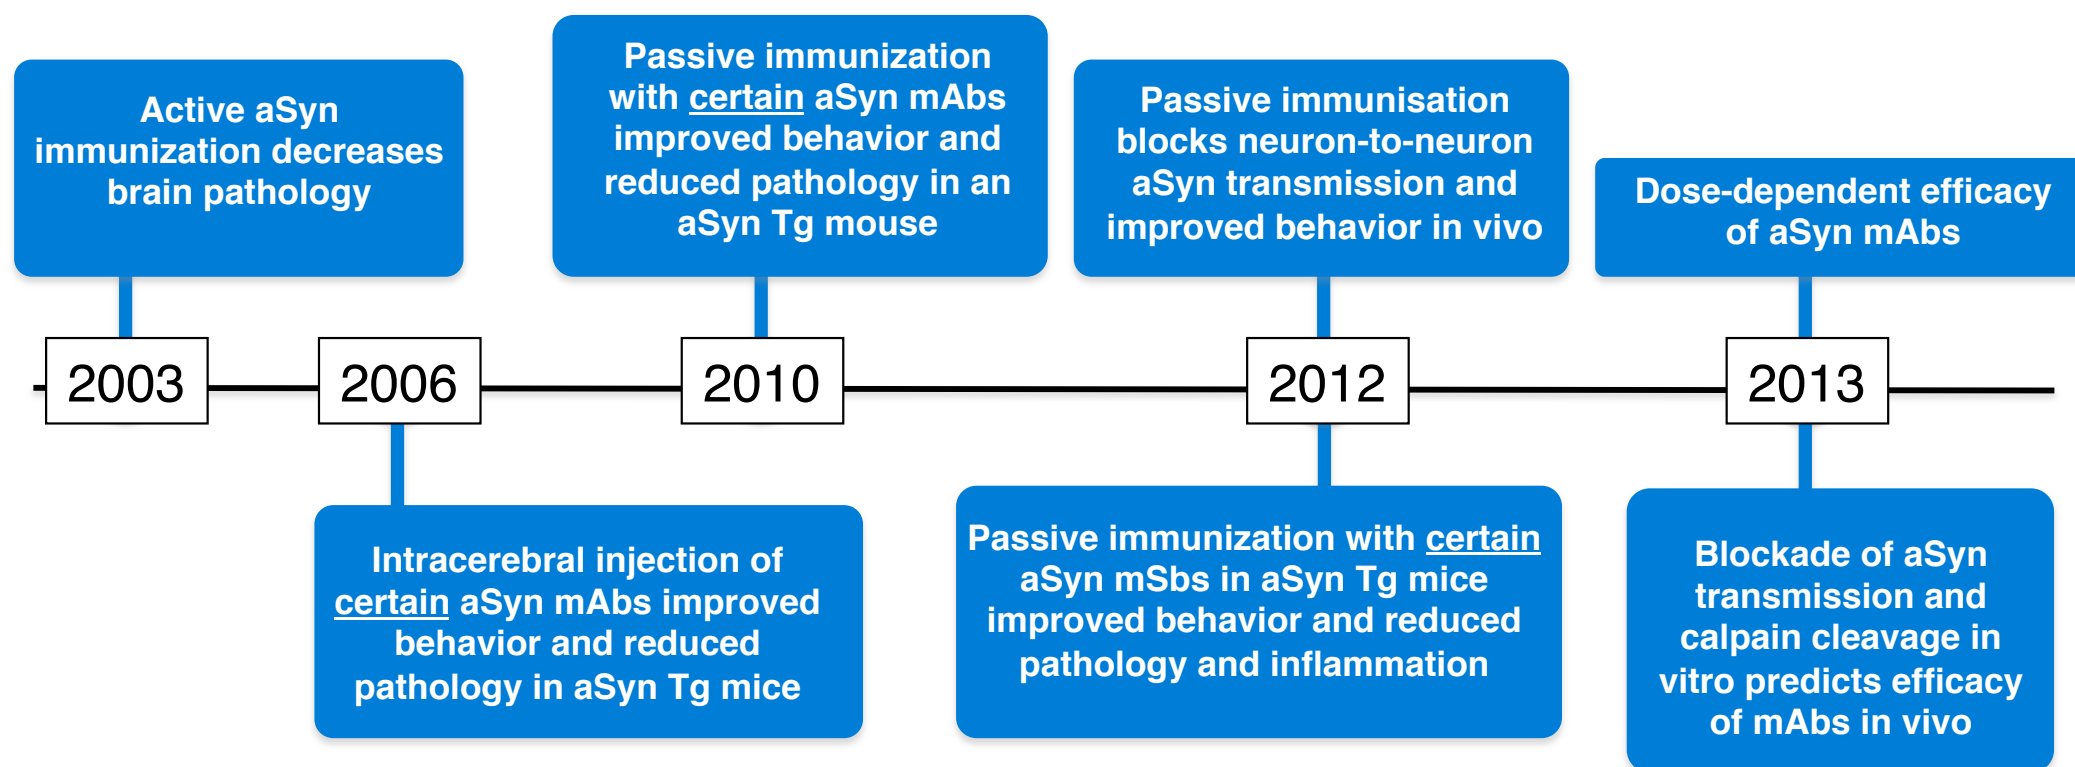 Active aSyn
immunization decreases
brain pathology
Passive immunization
with certain aSyn mAbs
improved behavior and
reduced pathology in an
aSyn Tg mouse
Passive immunisation
blocks neuron-to-neuron
aSyn transmission and
improved behavior in vivo
Dose-dependent efficacy
of aSyn mAbs
2003
2006
2010
2012
2013
Intracerebral injection of
certain aSyn mAbs improved
behavior and reduced
pathology in aSyn Tg mice
Passive immunization with certain
aSyn mSbs in aSyn Tg mice
improved behavior and reduced
pathology and inflammation
Blockade of aSyn
transmission and
calpain cleavage in
vitro predicts efficacy
of mAbs in vivo